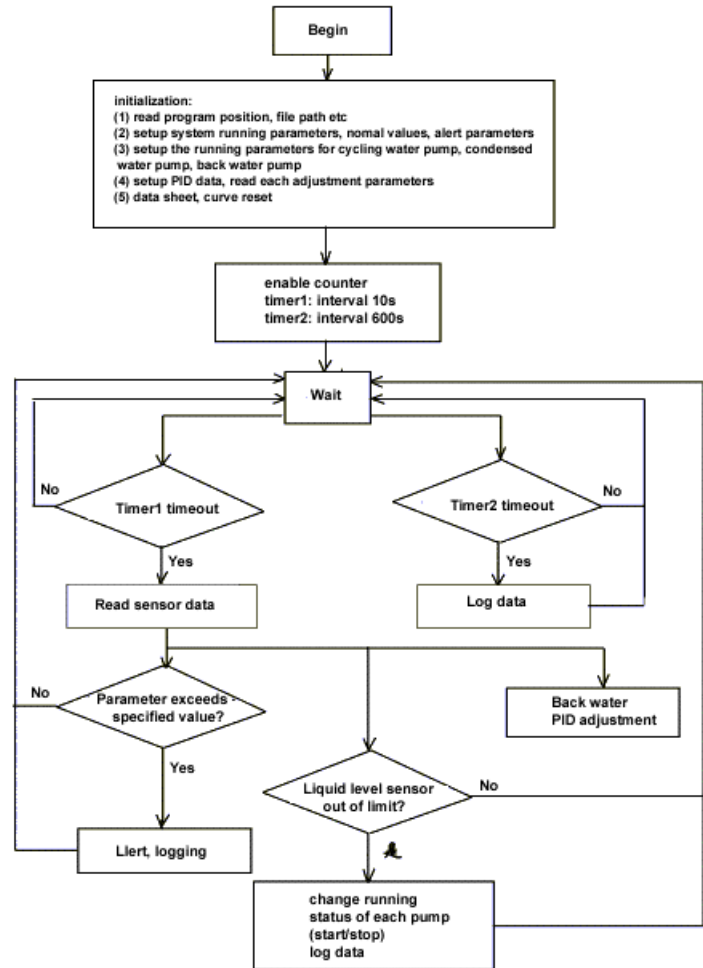 Begin
initialization:
(1) read program position, file path etc
(2) setup system running parameters, nomal values, alert parameters
(3) setup the running parameters for cycling water pump, condensed
water pump, back water pump
(4) setup PID data, read each adjustment parameters
(5) data sheet, curve reset
enable counter
timer1: interval 10s
timer2: interval 600s
Wait
No
Timer1 timeout
Yes
Timer2 timeout
No
Yes
Read sensor data
Log data
No
Parameter exceeds
specified value?
Yes
Back water
PID adjustment
Liquid level sensor
out of limit?
No
Llert, logging
change running
status of each pump
(start/stop)
log data